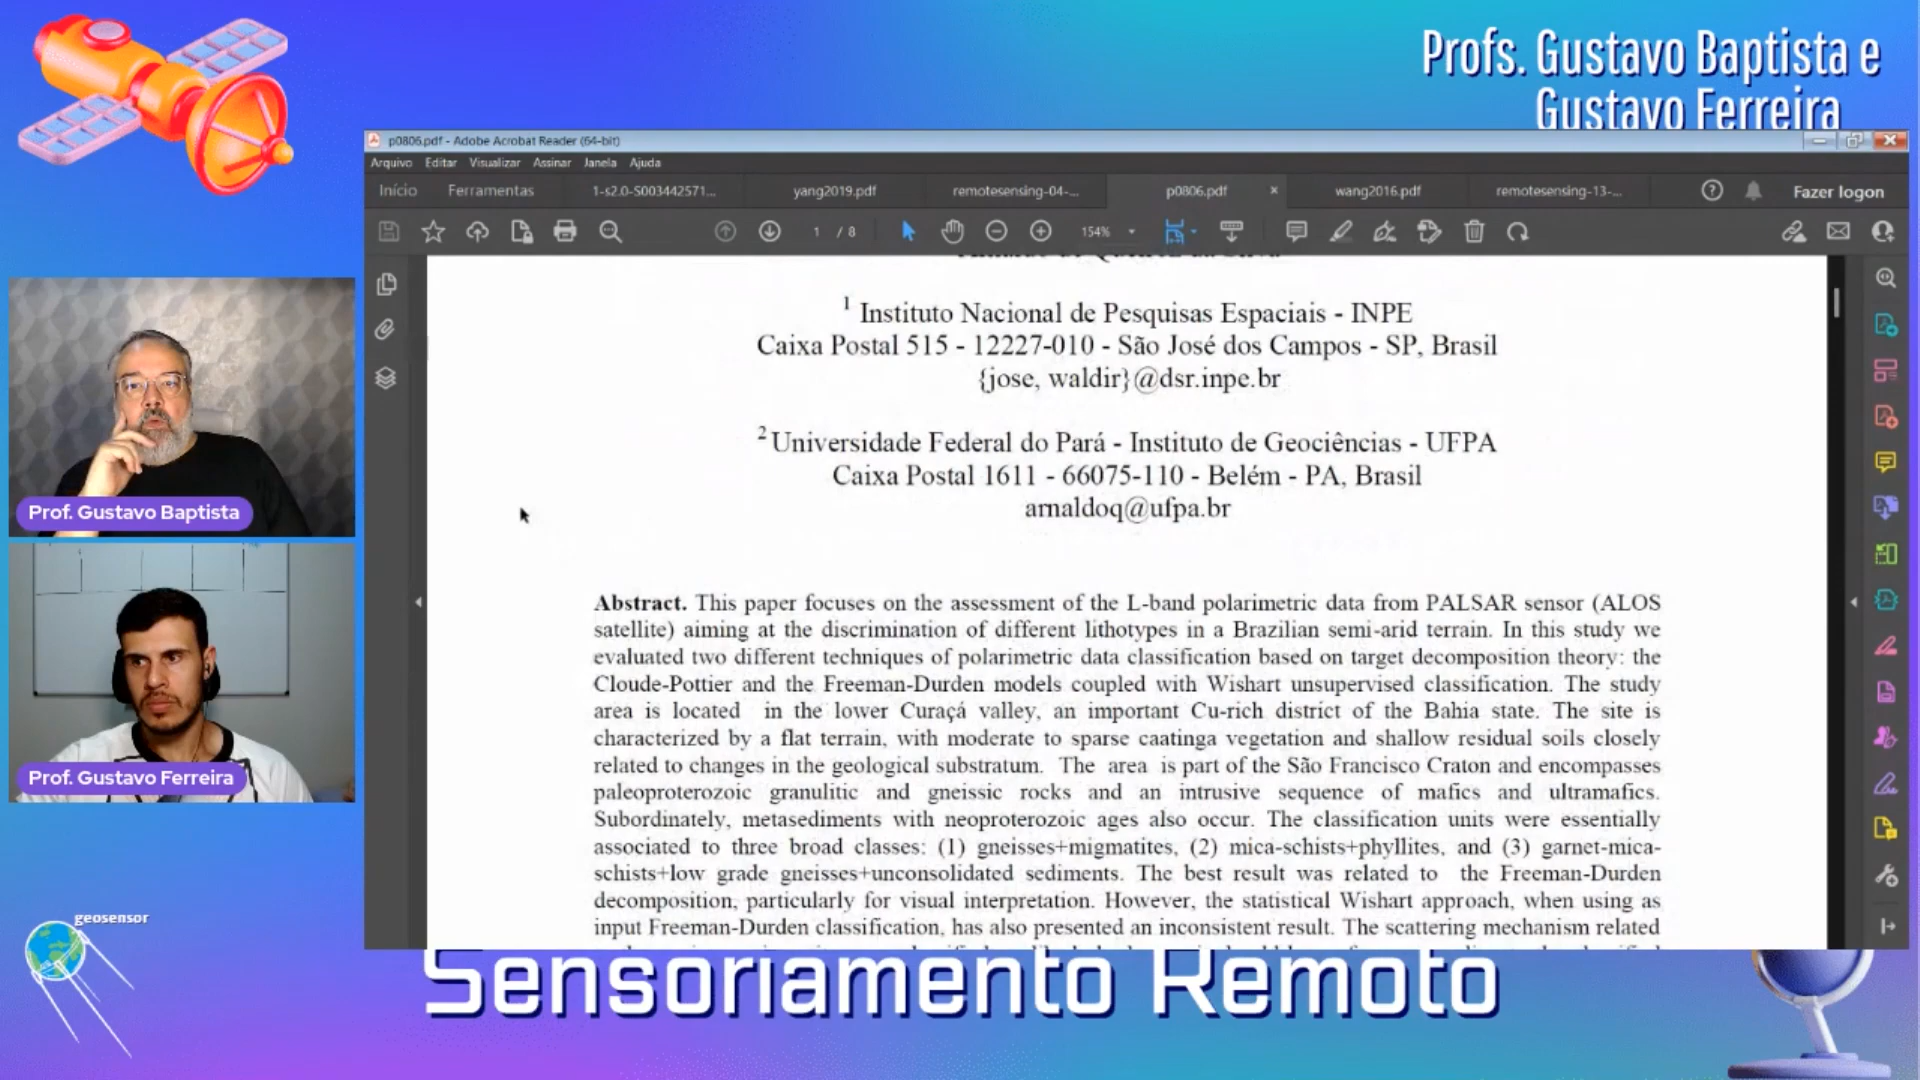 Profs. Gustavo Baptista e
Gustavo Ferreira
p0806.pdf - Adobe Acrobat Reader (64-bit)
Arquivo Editar Visualizar Assinar Janela Ajuda
Início Ferramentas 1-s2.0-S003442571... yang2019.pdf remotesensing-04-... p0806.pdf × wang2016.pdf remotesensing-13-... Fazer logon
1 / 8 154%
1 Instituto Nacional de Pesquisas Espaciais - INPE
Caixa Postal 515 - 12227-010 - São José dos Campos - SP, Brasil
{jose, waldir}@dsr.inpe.br
2 Universidade Federal do Pará - Instituto de Geociências - UFPA
Caixa Postal 1611 - 66075-110 - Belém - PA, Brasil
arnaldoq@ufpa.br
Abstract. This paper focuses on the assessment of the L-band polarimetric data from PALSAR sensor (ALOS
satellite) aiming at the discrimination of different lithotypes in a Brazilian semi-arid terrain. In this study we
evaluated two different techniques of polarimetric data classification based on target decomposition theory: the
Cloude-Pottier and the Freeman-Durden models coupled with Wishart unsupervised classification. The study
area is located in the lower Curaçá valley, an important Cu-rich district of the Bahia state. The site is
characterized by a flat terrain, with moderate to sparse caatinga vegetation and shallow residual soils closely
related to changes in the geological substratum. The area is part of the São Francisco Craton and encompasses
paleoproterozoic granulitic and gneissic rocks and an intrusive sequence of mafics and ultramafics.
Subordinately, metasediments with neoproterozoic ages also occur. The classification units were essentially
associated to three broad classes: (1) gneisses+migmatites, (2) mica-schists+phyllites, and (3) garnet-mica-
schists+low grade gneisses+unconsolidated sediments. The best result was related to the Freeman-Durden
decomposition, particularly for visual interpretation. However, the statistical Wishart approach, when using as
input Freeman-Durden classification, has also presented an inconsistent result. The scattering mechanism related
Prof. Gustavo Baptista
Prof. Gustavo Ferreira
geosensor
Sensoriamento Remoto